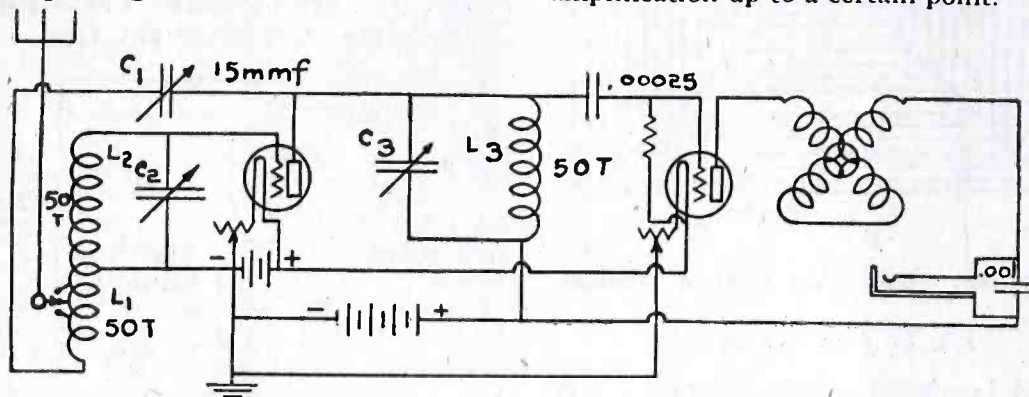 amplification up to a certain point.
C1 15mmf
.00025
L2 C2
50
T
C3
L3
50T
- +
L1
50T
.001
- +